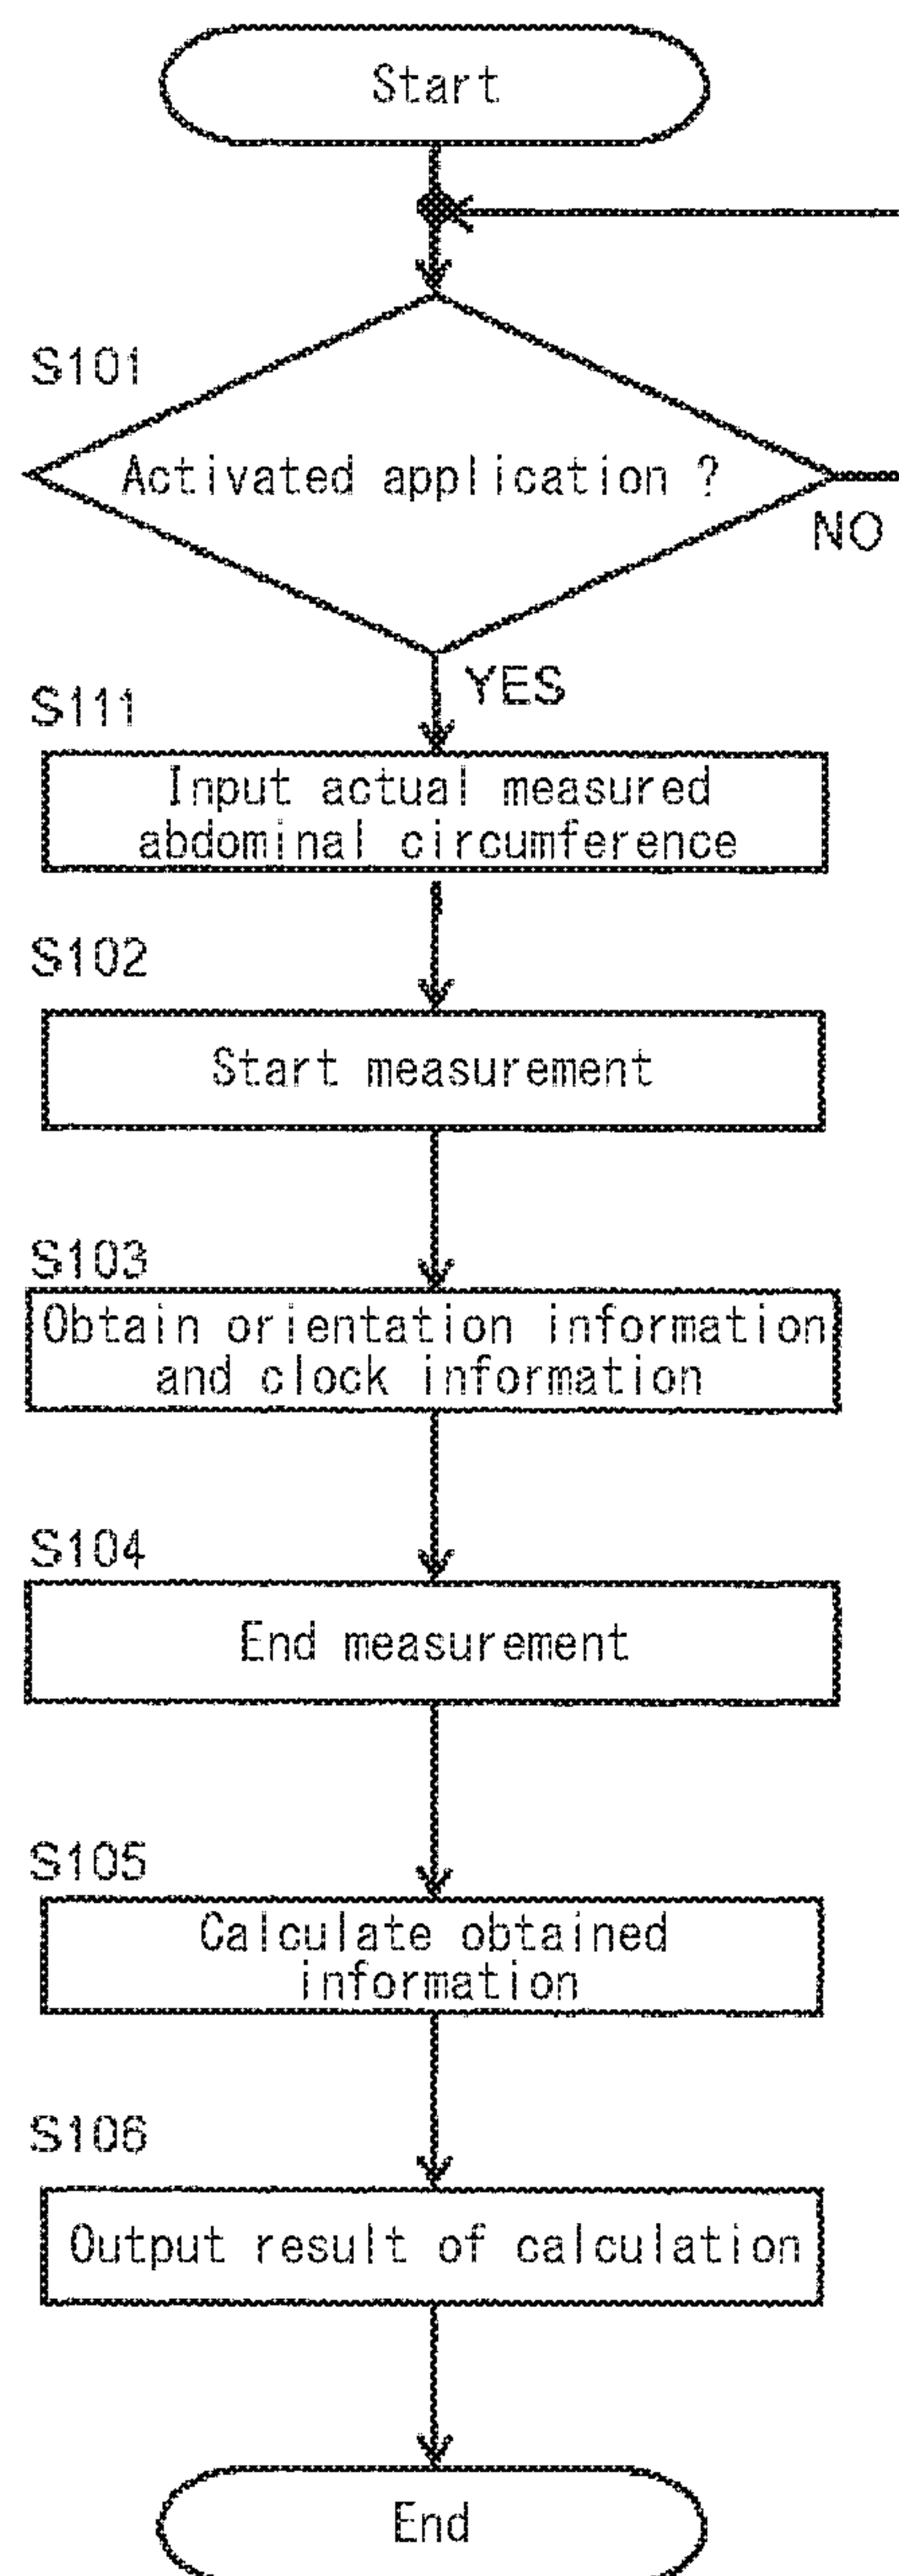 Start
S101
Activated application ?
NO
YES
S111
Input actual measured
abdominal circumference
S102
Start measurement
S103
Obtain orientation information
and clock information
S104
End measurement
S105
Calculate obtained
information
S106
Output result of calculation
End